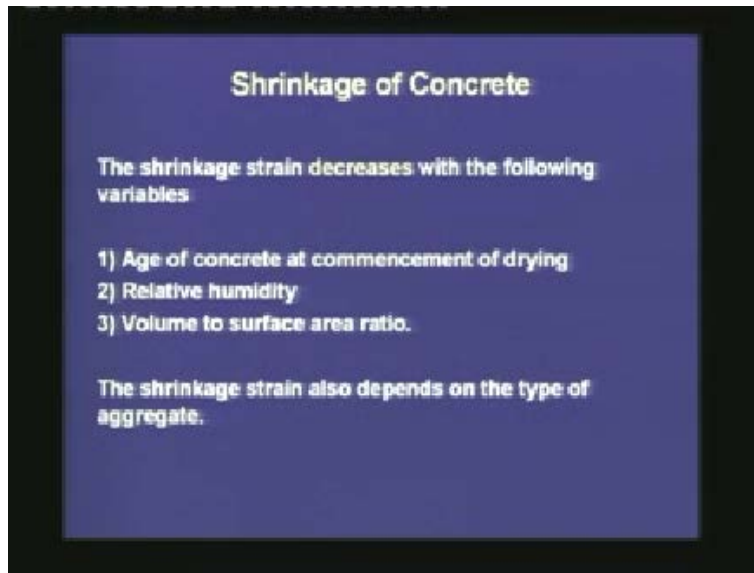 Shrinkage of Concrete
The shrinkage strain decreases with the following
variables
1) Age of concrete at commencement of drying
2) Relative humidity
3) Volume to surface area ratio.
The shrinkage strain also depends on the type of
aggregate.